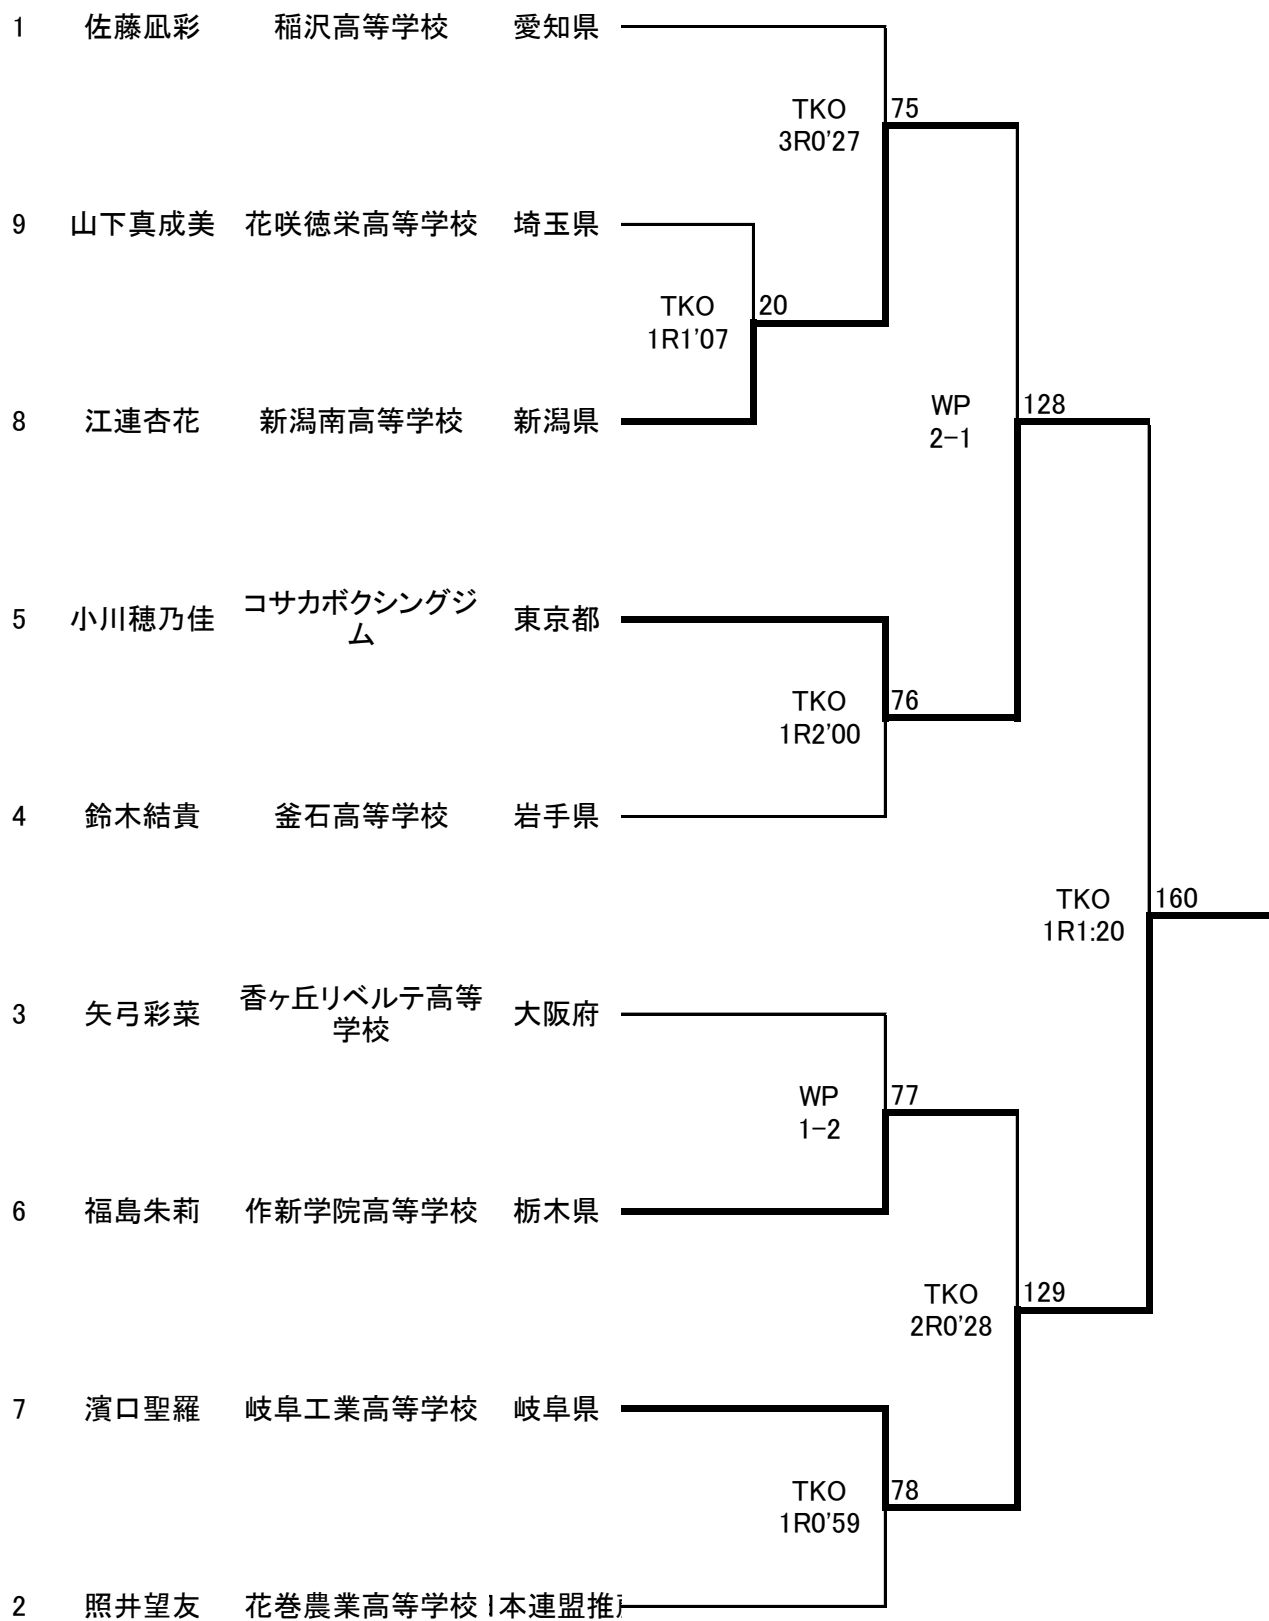 1 佐藤凪彩 稲沢高等学校 愛知県
TKO 75
3R0'27
9 山下真成美 花咲徳栄高等学校 埼玉県
TKO 20
1R1'07
8 江連杏花 新潟南高等学校 新潟県
WP 128
2-1
5 小川穂乃佳 コサカボクシングジ
ム 東京都
TKO 76
1R2'00
4 鈴木結貴 釜石高等学校 岩手県
TKO 160
1R1:20
3 矢弓彩菜 香ヶ丘リベルテ高等
学校 大阪府
WP 77
1-2
6 福島朱莉 作新学院高等学校 栃木県
TKO 129
2R0'28
7 濱口聖羅 岐阜工業高等学校 岐阜県
TKO 78
1R0'59
2 照井望友 花巻農業高等学校 本連盟推